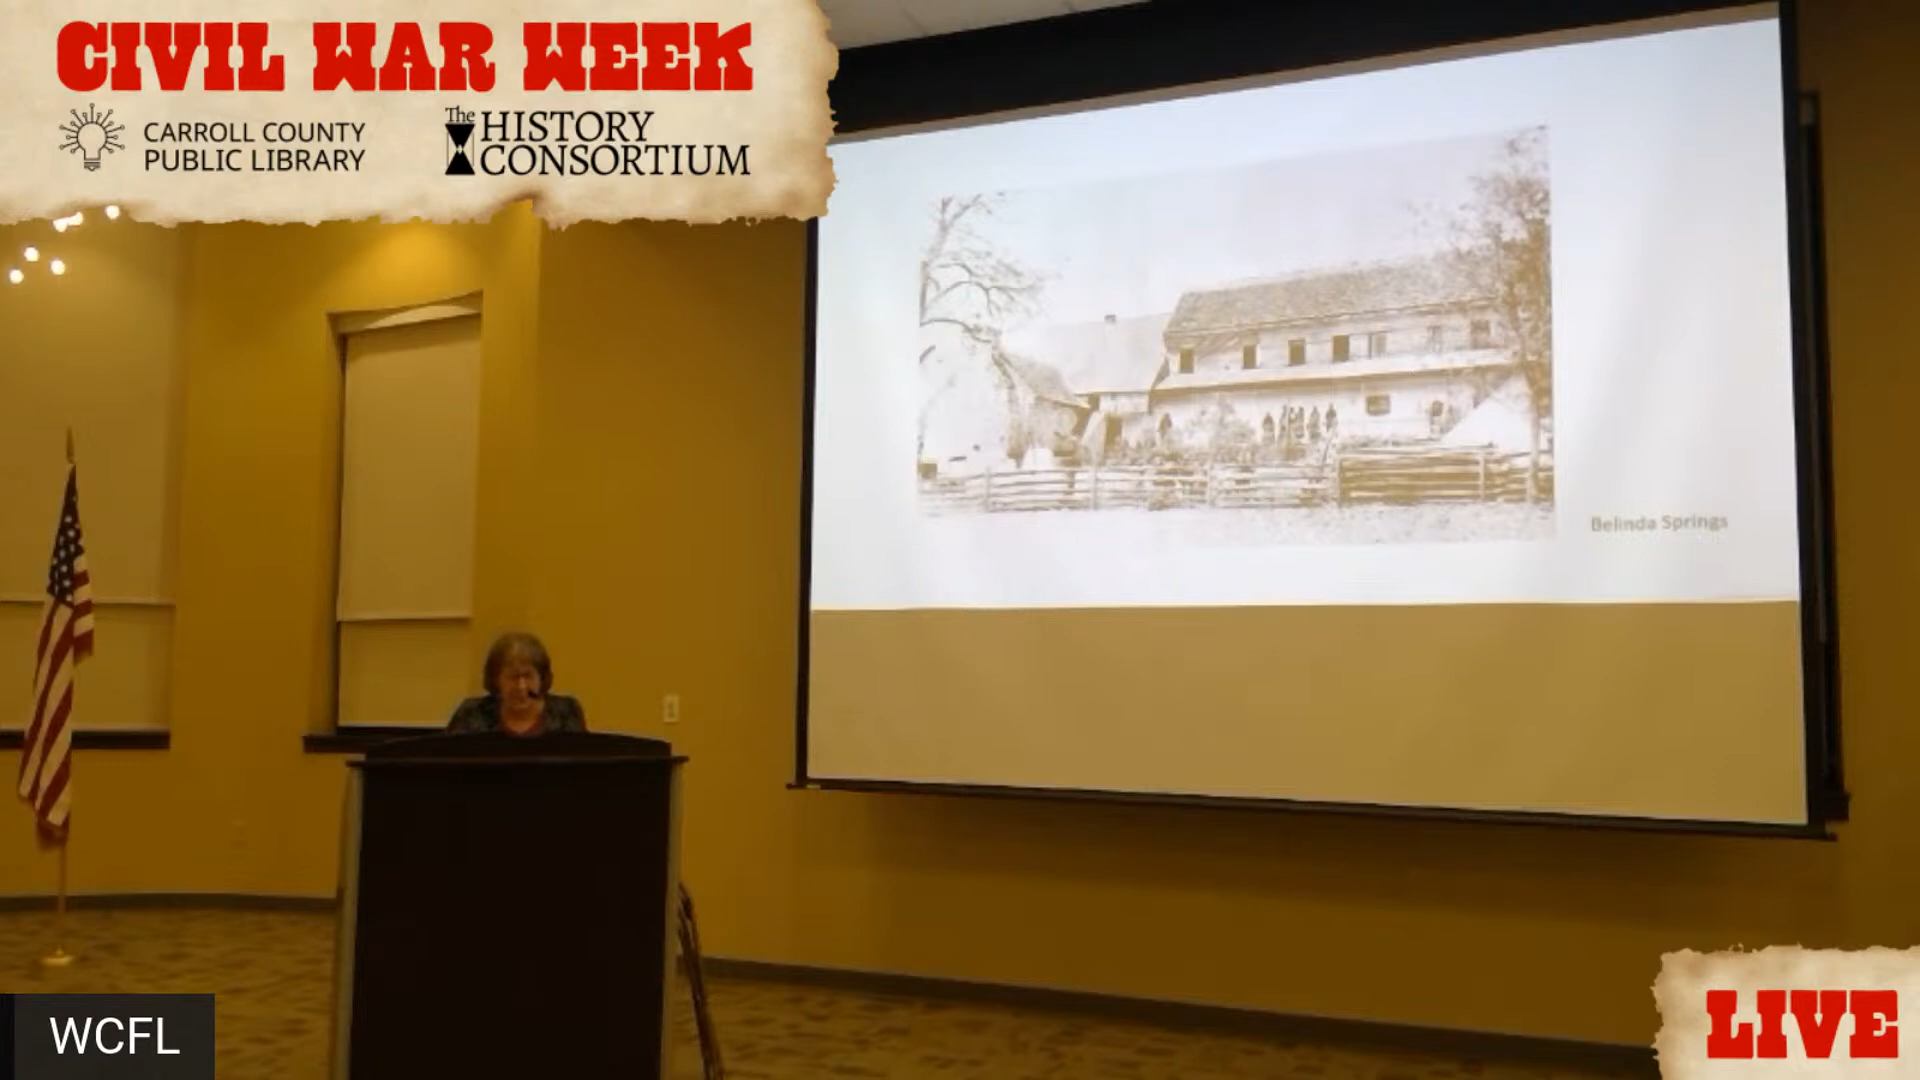 CIVIL WAR WEEK
CARROLL COUNTY
PUBLIC LIBRARY
The
HISTORY
CONSORTIUM
Belinda Springs
WCFL
LIVE